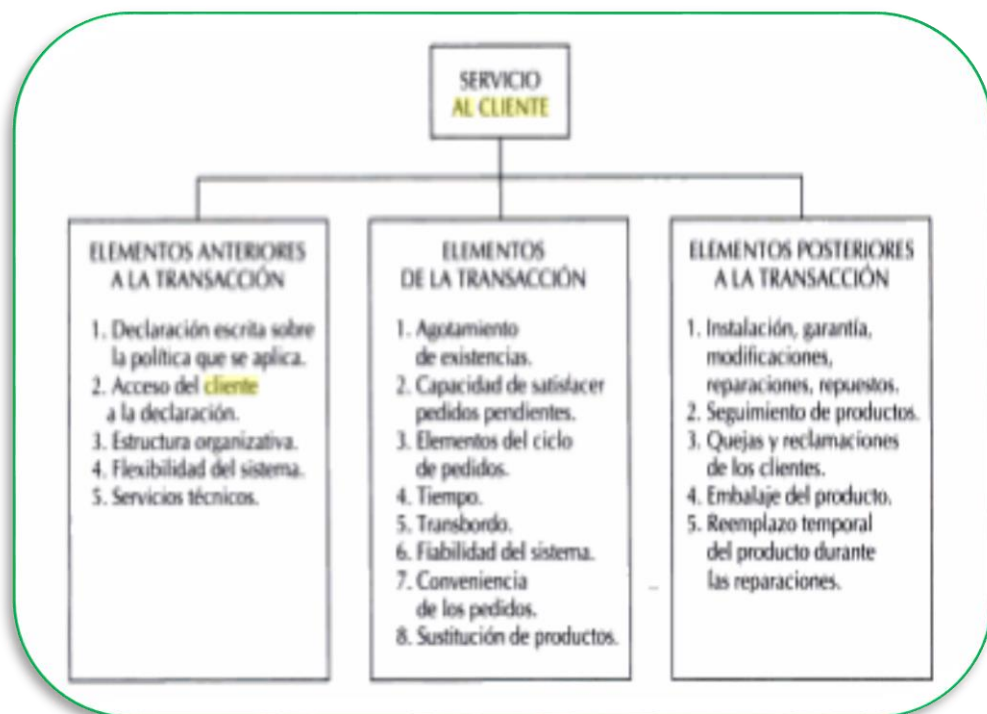 SERVICIO
AL CLIENTE
ELEMENTOS ANTERIORES
A LA TRANSACCIÓN
1. Declaración escrita sobre
la política que se aplica.
2. Acceso del cliente
a la declaración.
3. Estructura organizativa.
4. Flexibilidad del sistema.
5. Servicios técnicos.
ELEMENTOS
DE LA TRANSACCIÓN
1. Agotamiento
de existencias.
2. Capacidad de satisfacer
pedidos pendientes.
3. Elementos del ciclo
de pedidos.
4. Tiempo.
5. Transbordo.
6. Fiabilidad del sistema.
7. Conveniencia
de los pedidos.
8. Sustitución de productos.
ELEMENTOS POSTERIORES
A LA TRANSACCIÓN
1. Instalación, garantía,
modificaciones,
reparaciones, repuestos.
2. Seguimiento de productos.
3. Quejas y reclamaciones
de los clientes.
4. Embalaje del producto.
5. Reemplazo temporal
del producto durante
las reparaciones.